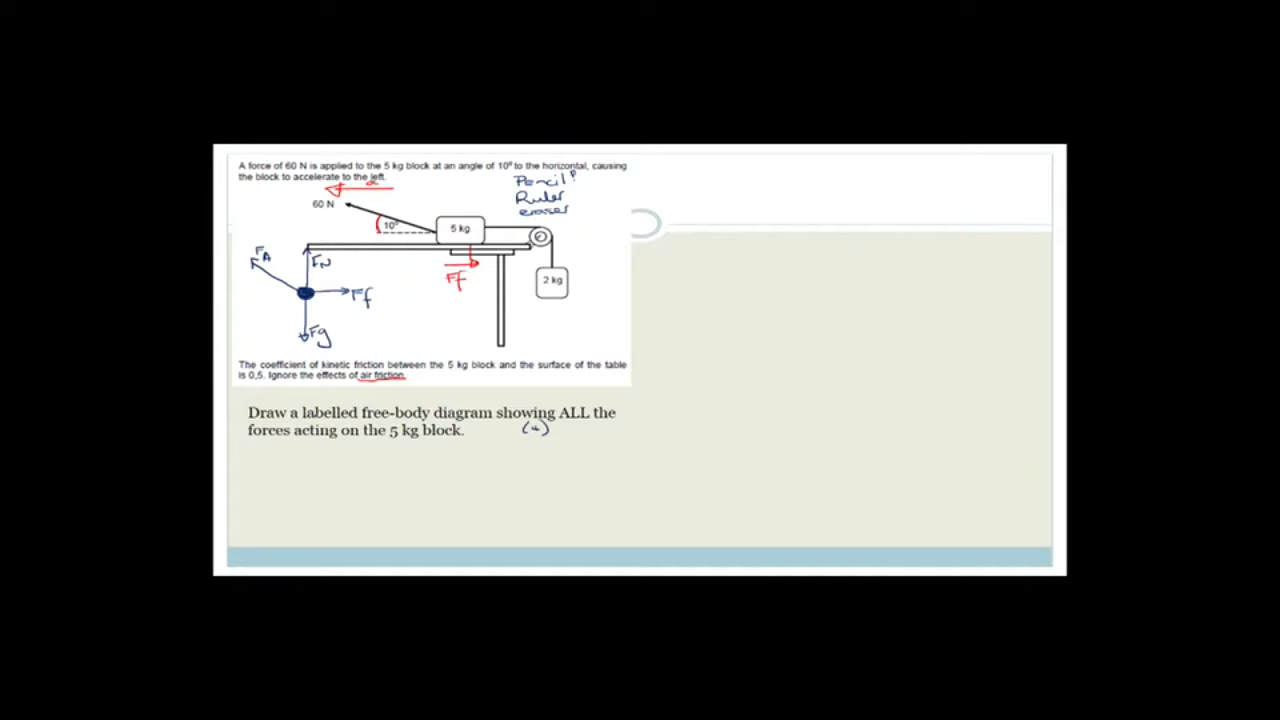 A force of 60 N is applied to the 5 kg block at an angle of 10⁰ to the horizontal, causing
the block to accelerate to the left.
a
Pencil?
Ruler
eraser
60 N
10°
5 kg
FA
FN
Ff
Ff
2 kg
Fg
The coefficient of kinetic friction between the 5 kg block and the surface of the table
is 0,5. Ignore the effects of air friction.
Draw a labelled free-body diagram showing ALL the
forces acting on the 5 kg block.
(4)